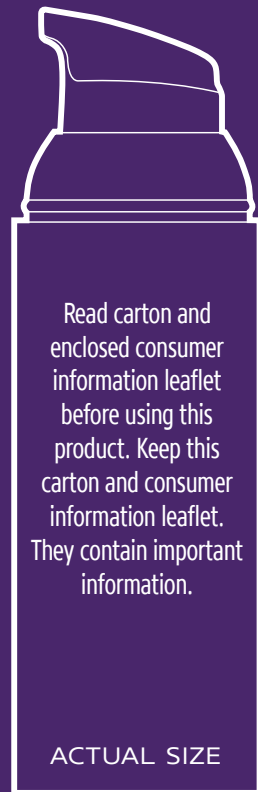 Read carton and
enclosed consumer
information leaflet
before using this
product. Keep this
carton and consumer
information leaflet.
They contain important
information.
ACTUAL SIZE